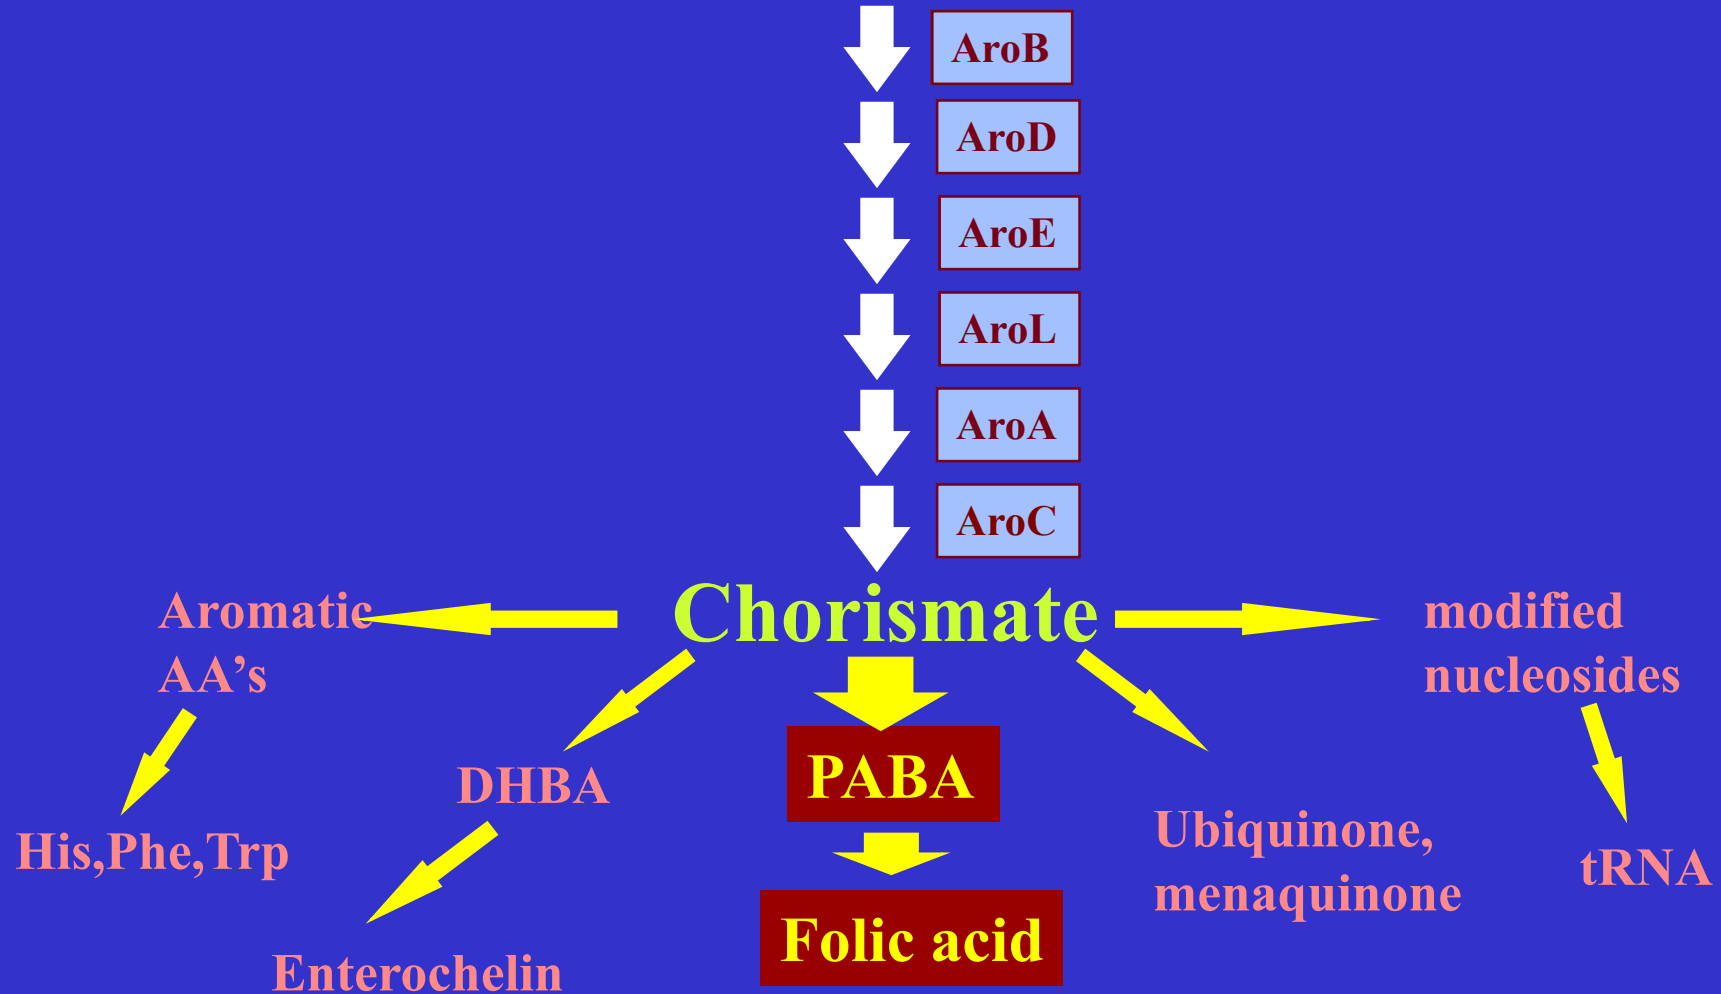 AroB
AroD
AroE
AroL
AroA
AroC
Chorismate
Aromatic
AA’s
modified
nucleosides
DHBA
PABA
Ubiquinone,
menaquinone
His,Phe,Trp
tRNA
Enterochelin
Folic acid